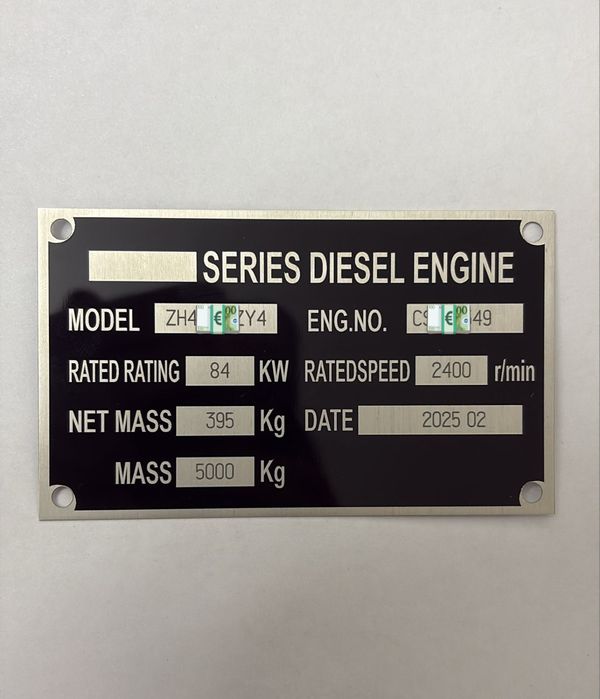 SERIES DIESEL ENGINE
MODEL ZH4 ZY4 ENG.NO. CS 49
RATED RATING 84 KW RATEDSPEED 2400 r/min
NET MASS 395 Kg DATE 2025 02
MASS 5000 Kg